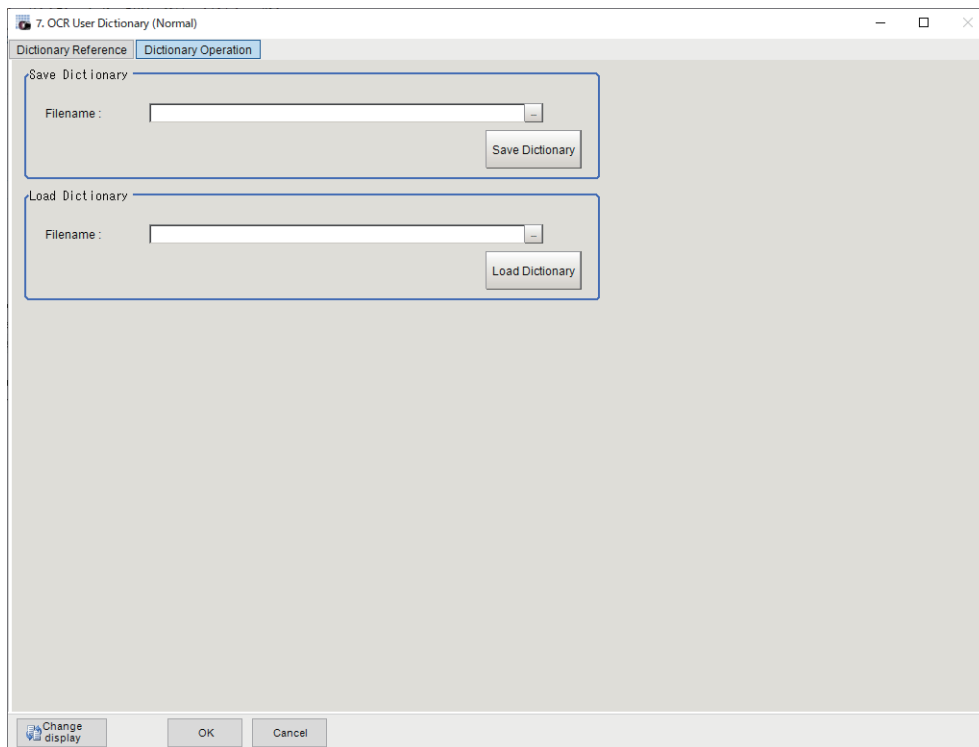 7. OCR User Dictionary (Normal)
Dictionary Reference
Dictionary Operation
Save Dictionary
Filename :
...
Save Dictionary
Load Dictionary
Filename :
...
Load Dictionary
Change
display
OK
Cancel